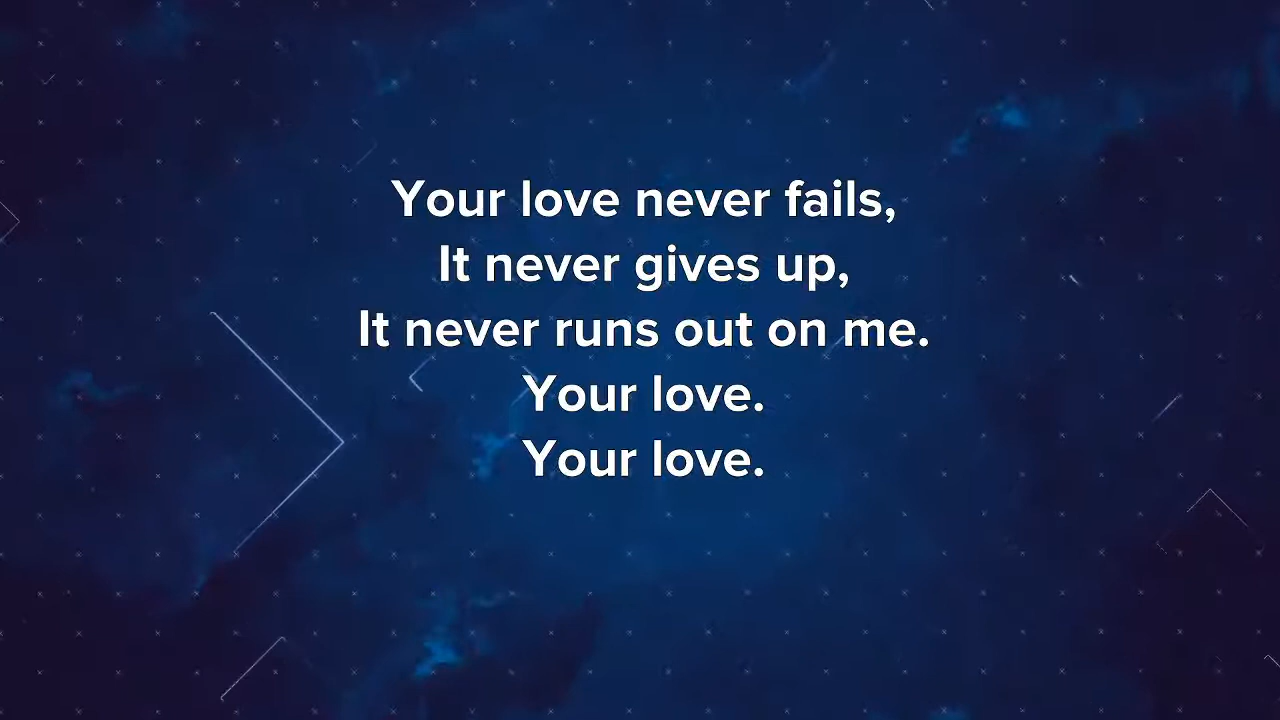 Your love never fails,
It never gives up,
It never runs out on me.
Your love.
Your love.